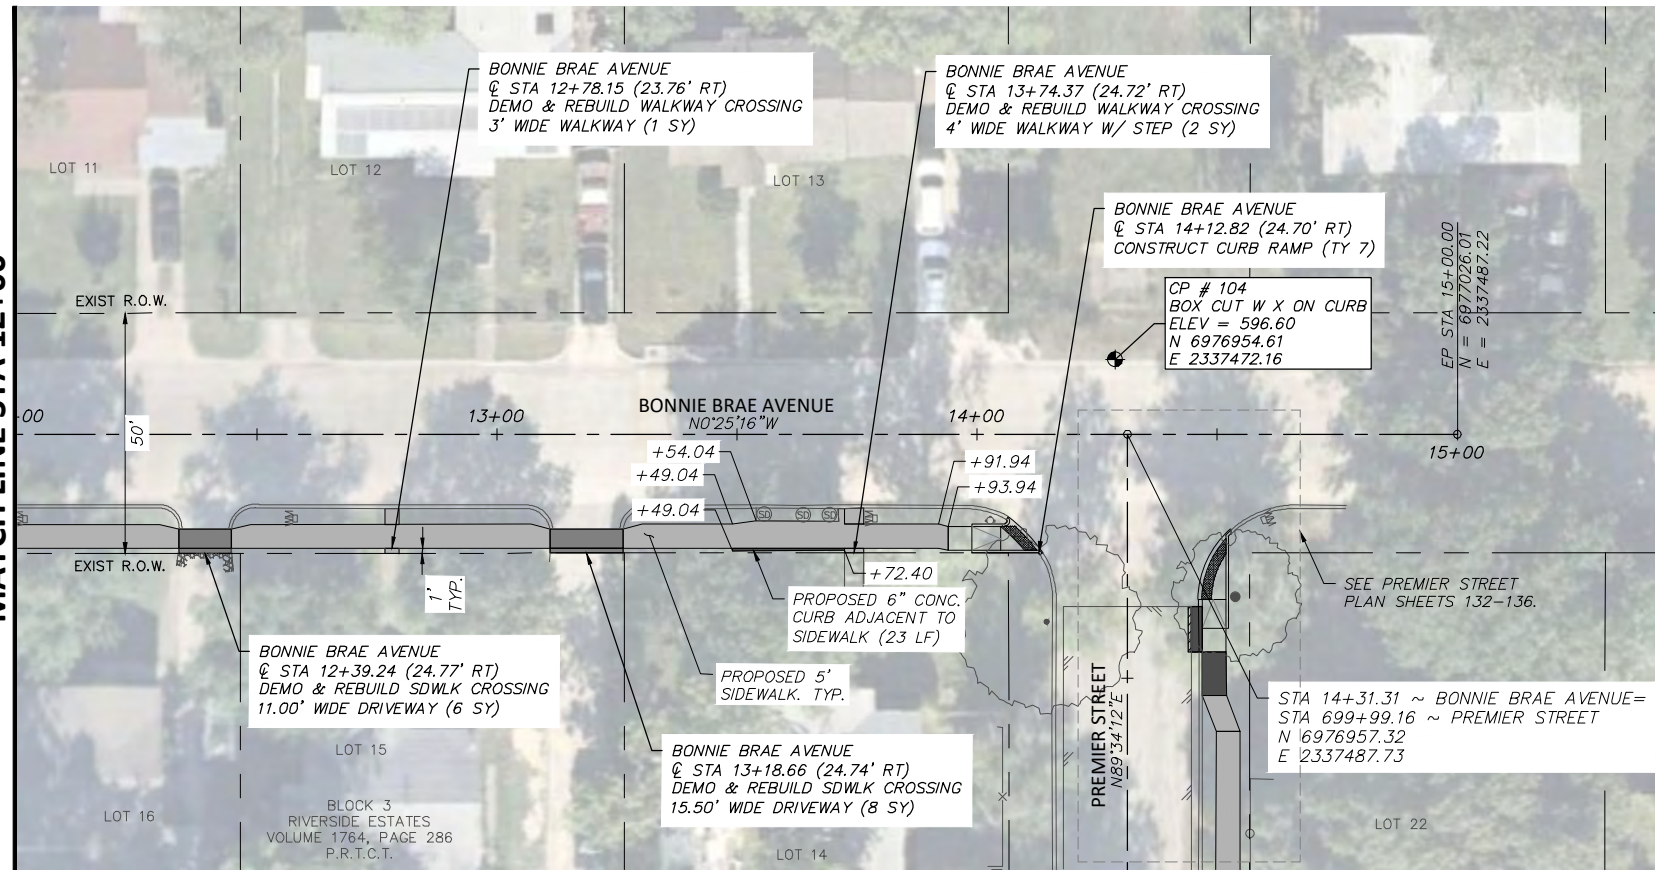 BONNIE BRAE AVENUE
℄ STA 12+78.15 (23.76' RT)
DEMO & REBUILD WALKWAY CROSSING
3' WIDE WALKWAY (1 SY)
BONNIE BRAE AVENUE
℄ STA 13+74.37 (24.72' RT)
DEMO & REBUILD WALKWAY CROSSING
4' WIDE WALKWAY W/ STEP (2 SY)
LOT 11
LOT 12
LOT 13
BONNIE BRAE AVENUE
℄ STA 14+12.82 (24.70' RT)
CONSTRUCT CURB RAMP (TY 7)
CP # 104
BOX CUT W X ON CURB
ELEV = 596.60
N 6976954.61
E 2337472.16
EP STA 15+00.00
N = 6977026.01
E = 2337487.22
EXIST R.O.W.
50'
00
13+00
BONNIE BRAE AVENUE
N0°25'16"W
14+00
15+00
+54.04
+49.04
+49.04
+91.94
+93.94
+72.40
SD
SD
SD
WM
WM
WM
WM
EXIST R.O.W.
1'
TYP.
PROPOSED 6" CONC.
CURB ADJACENT TO
SIDEWALK (23 LF)
SEE PREMIER STREET
PLAN SHEETS 132-136.
BONNIE BRAE AVENUE
℄ STA 12+39.24 (24.77' RT)
DEMO & REBUILD SDWLK CROSSING
11.00' WIDE DRIVEWAY (6 SY)
PROPOSED 5'
SIDEWALK. TYP.
PREMIER STREET
N89°34'12"E
STA 14+31.31 ~ BONNIE BRAE AVENUE=
STA 699+99.16 ~ PREMIER STREET
N 6976957.32
E 2337487.73
BONNIE BRAE AVENUE
℄ STA 13+18.66 (24.74' RT)
DEMO & REBUILD SDWLK CROSSING
15.50' WIDE DRIVEWAY (8 SY)
LOT 15
LOT 16
BLOCK 3
RIVERSIDE ESTATES
VOLUME 1764, PAGE 286
P.R.T.C.T.
LOT 14
LOT 22